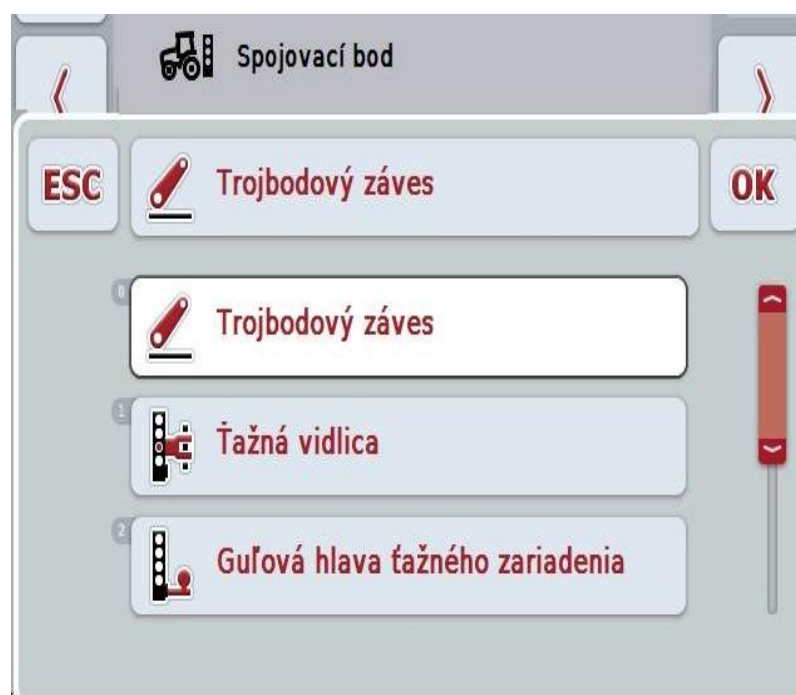 Spojovací bod
ESC
Trojbodový záves
OK
0
Trojbodový záves
1
Ťažná vidlica
2
Guľová hlava ťažného zariadenia